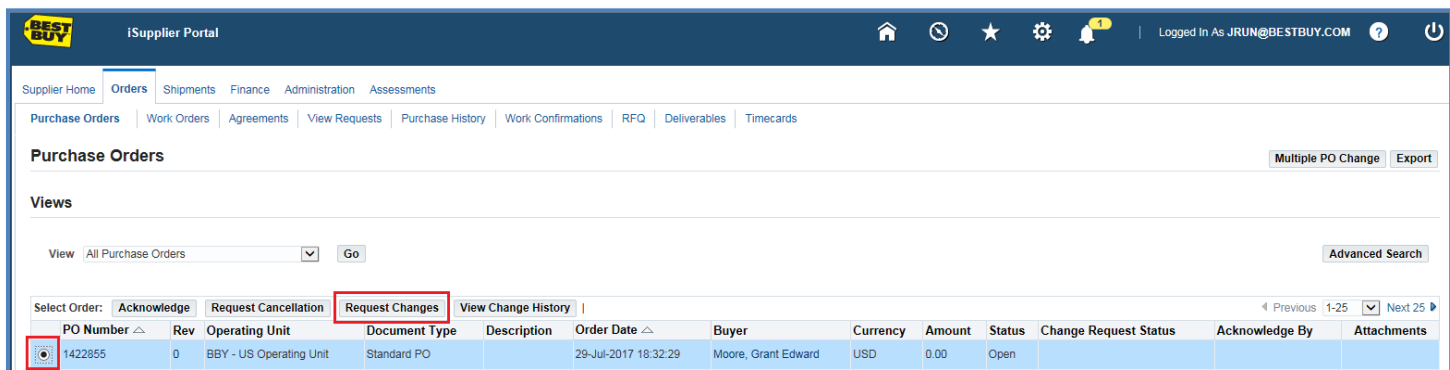 BEST BUY iSupplier Portal 1 Logged In As JRUN@BESTBUY.COM ?
Supplier Home Orders Shipments Finance Administration Assessments
Purchase Orders Work Orders Agreements View Requests Purchase History Work Confirmations RFQ Deliverables Timecards
Purchase Orders Multiple PO Change Export
Views
View All Purchase Orders Go Advanced Search
Select Order: Acknowledge Request Cancellation Request Changes View Change History | Previous 1-25 Next 25
PO Number Rev Operating Unit Document Type Description Order Date Buyer Currency Amount Status Change Request Status Acknowledge By Attachments
1422855 0 BBY - US Operating Unit Standard PO 29-Jul-2017 18:32:29 Moore, Grant Edward USD 0.00 Open